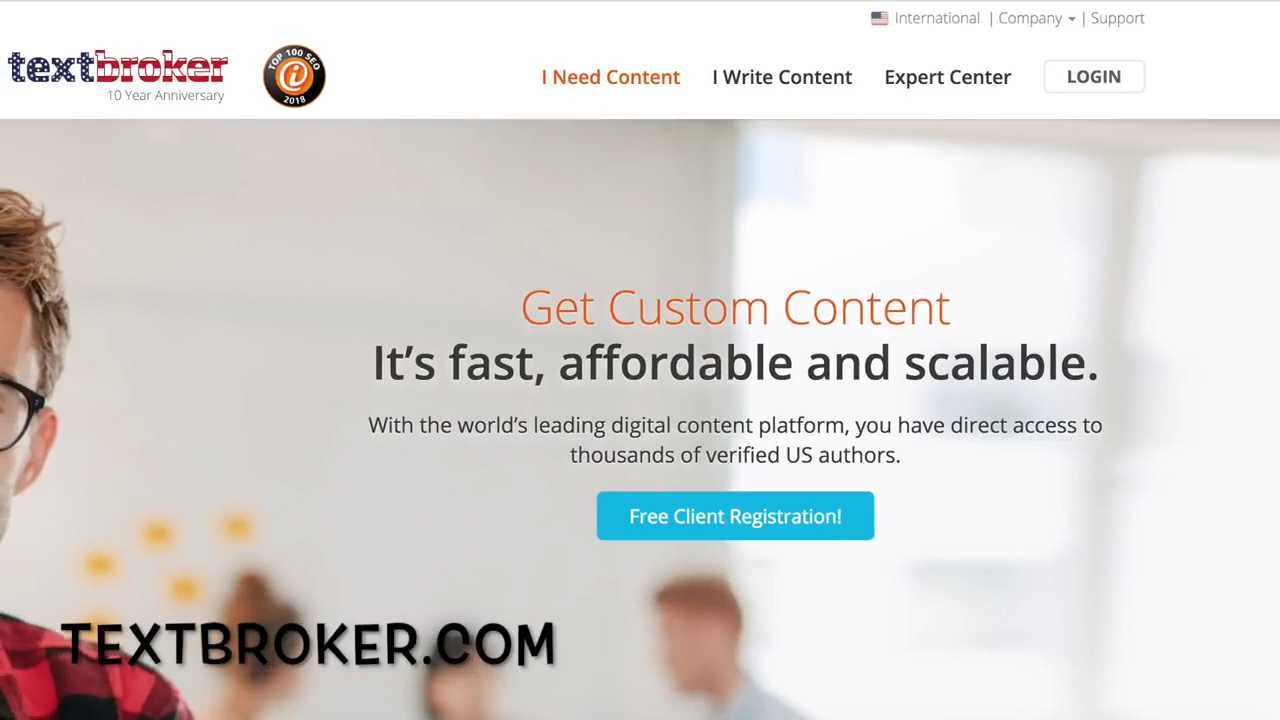 International | Company | Support
textbroker
10 Year Anniversary
TOP 100 SEO
2018
I Need Content
I Write Content
Expert Center
LOGIN
Get Custom Content
It's fast, affordable and scalable.
With the world's leading digital content platform, you have direct access to
thousands of verified US authors.
Free Client Registration!
TEXTBROKER.COM